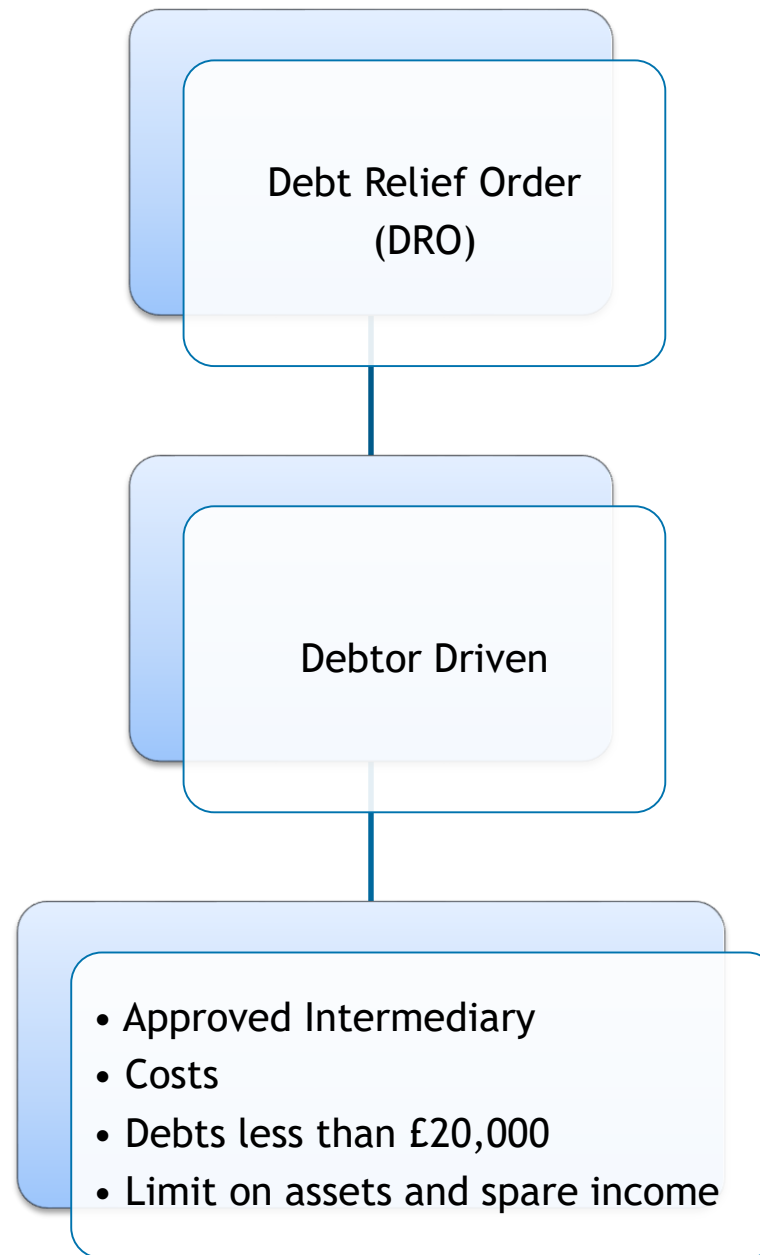 Debt Relief Order
(DRO)
Debtor Driven
• Approved Intermediary
• Costs
• Debts less than £20,000
• Limit on assets and spare income